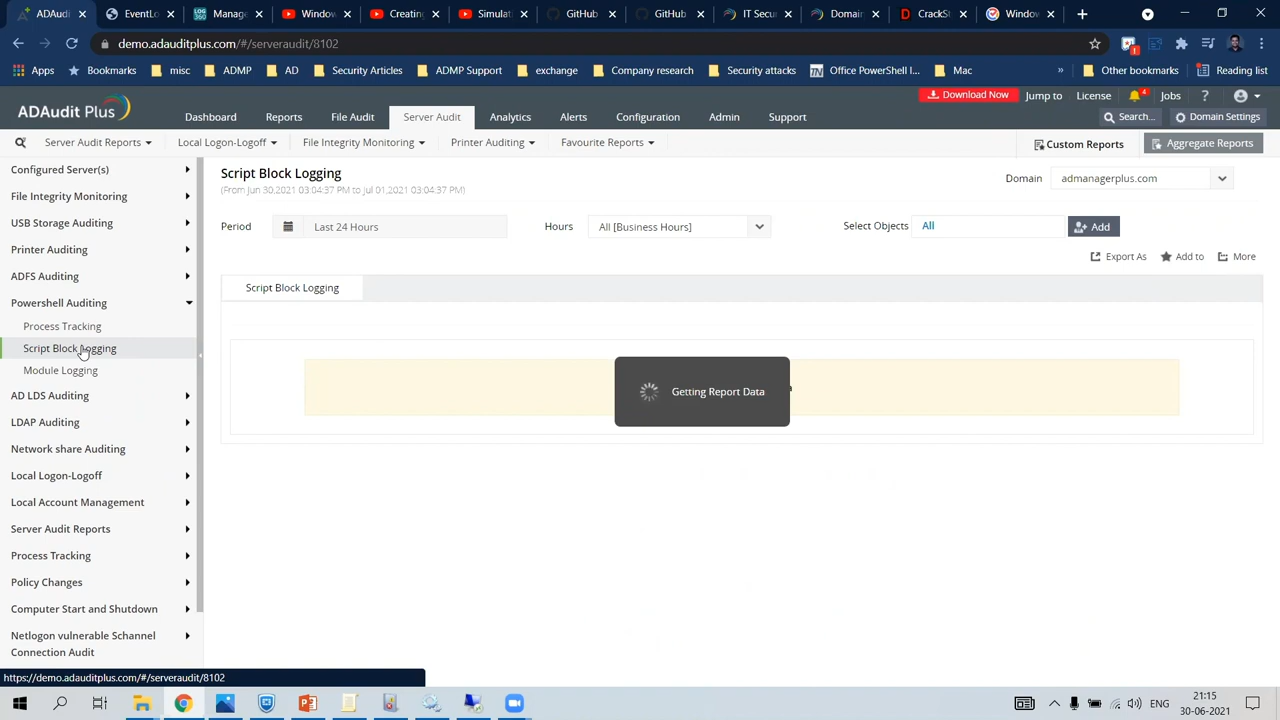 ADAudit Plus
EventLo
Manage
Window
Creating
Simulati
GitHub
GitHub
IT Secur
Domain
CrackSt
Window
demo.adauditplus.com/#/serveraudit/8102
Apps
Bookmarks
misc
ADMP
AD
Security Articles
ADMP Support
exchange
Company research
Security attacks
Office PowerShell I...
Mac
»
Other bookmarks
Reading list
ADAudit Plus
Download Now
Jump to
License
4
Jobs
?
Dashboard
Reports
File Audit
Server Audit
Analytics
Alerts
Configuration
Admin
Support
Search...
Domain Settings
Server Audit Reports
Local Logon-Logoff
File Integrity Monitoring
Printer Auditing
Favourite Reports
Custom Reports
Aggregate Reports
Configured Server(s)
File Integrity Monitoring
USB Storage Auditing
Printer Auditing
ADFS Auditing
Powershell Auditing
Process Tracking
Script Block Logging
Module Logging
AD LDS Auditing
LDAP Auditing
Network share Auditing
Local Logon-Logoff
Local Account Management
Server Audit Reports
Process Tracking
Policy Changes
Computer Start and Shutdown
Netlogon vulnerable Schannel
Connection Audit
Script Block Logging
(From Jun 30,2021 03:04:37 PM to Jul 01,2021 03:04:37 PM)
Domain
admanagerplus.com
Period
Last 24 Hours
Hours
All [Business Hours]
Select Objects
All
Add
Export As
Add to
More
Script Block Logging
Getting Report Data
https://demo.adauditplus.com/#/serveraudit/8102
ENG
21:15
30-06-2021